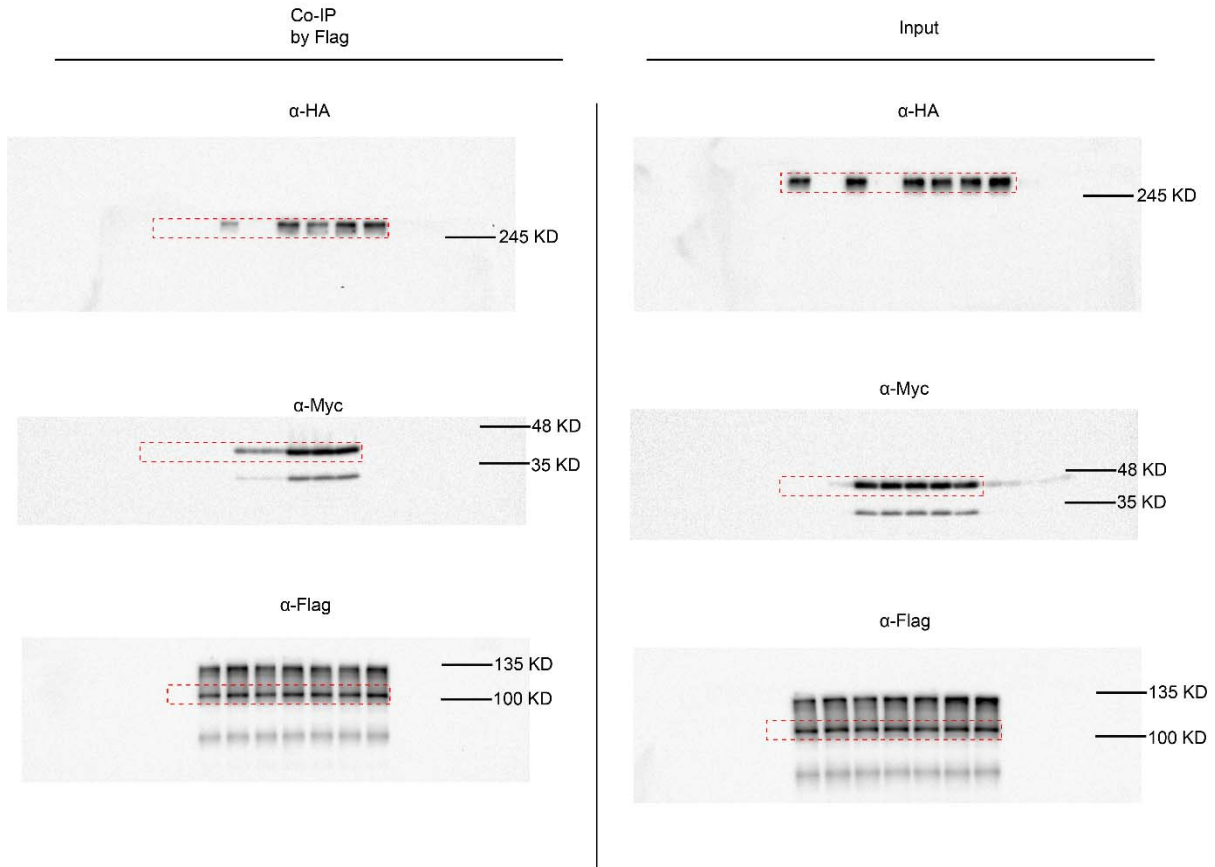 Co-IP
by Flag
α-HA
245 KD
α-Myc
48 KD
35 KD
α-Flag
135 KD
100 KD
Input
α-HA
245 KD
α-Myc
48 KD
35 KD
α-Flag
135 KD
100 KD